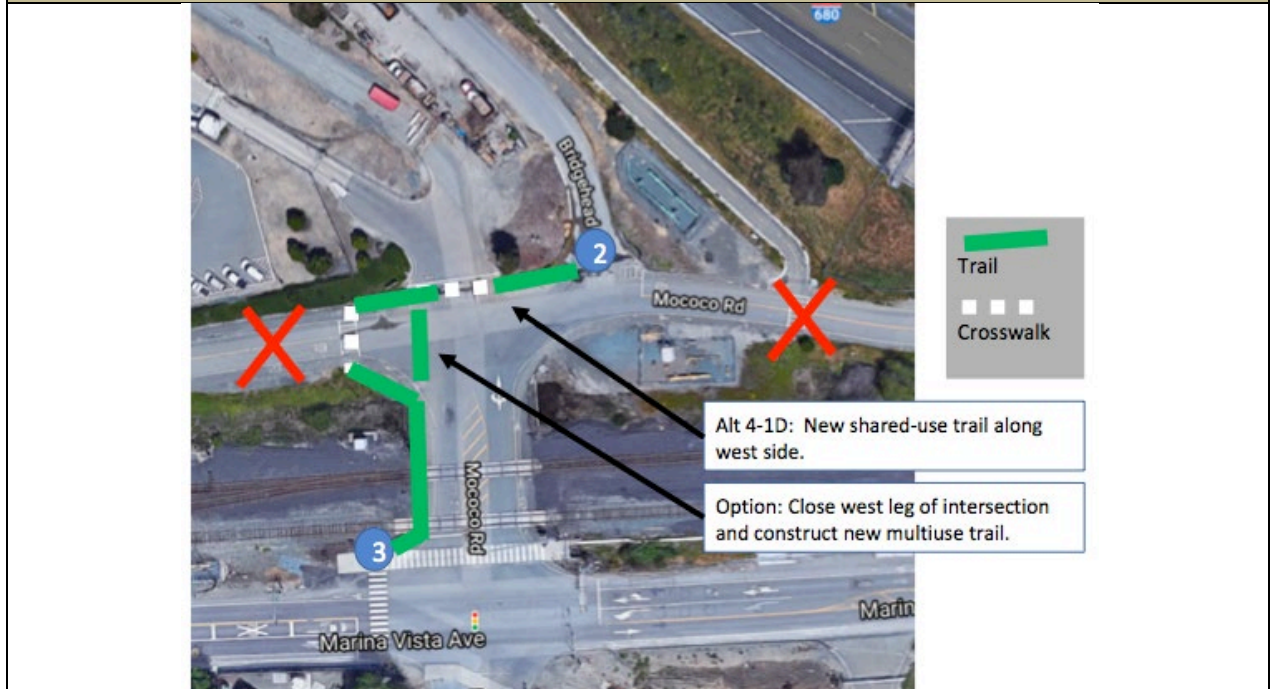 680
Bridgehead
2
Mococo Rd
Trail
Crosswalk
Alt 4-1D: New shared-use trail along
west side.
Option: Close west leg of intersection
and construct new multiuse trail.
Mococo Rd
3
Marin
Marina Vista Ave